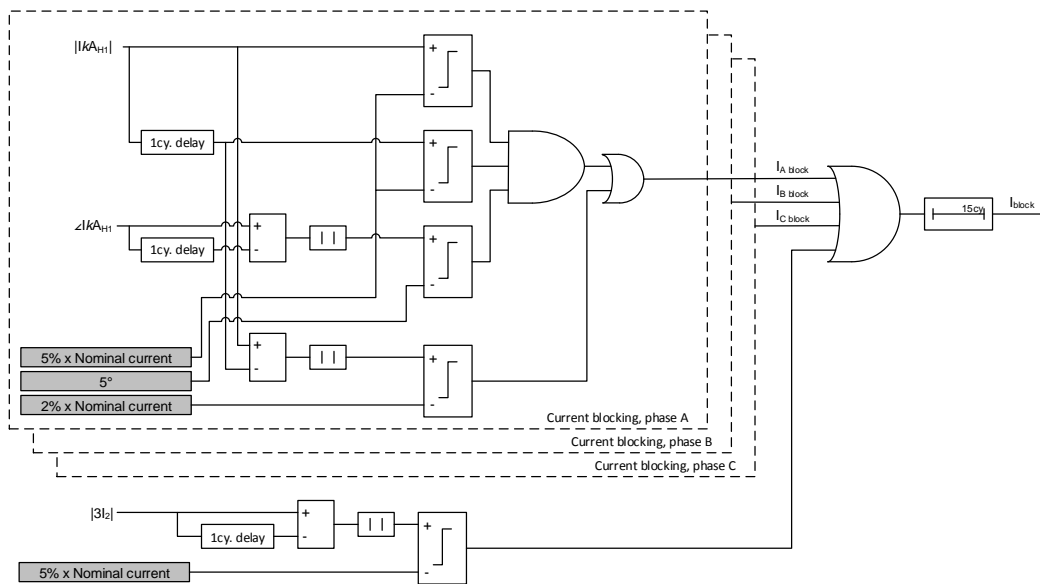 |IkA_H1|
+
-
1cy. delay
+
-
∠IkA_H1
1cy. delay
+
-
| |
+
-
5% x Nominal current
5°
2% x Nominal current
+
-
| |
+
-
Current blocking, phase A
Current blocking, phase B
Current blocking, phase C
I_A block
I_B block
I_C block
15cy
I_block
|3I_2|
1cy. delay
+
-
| |
+
-
5% x Nominal current